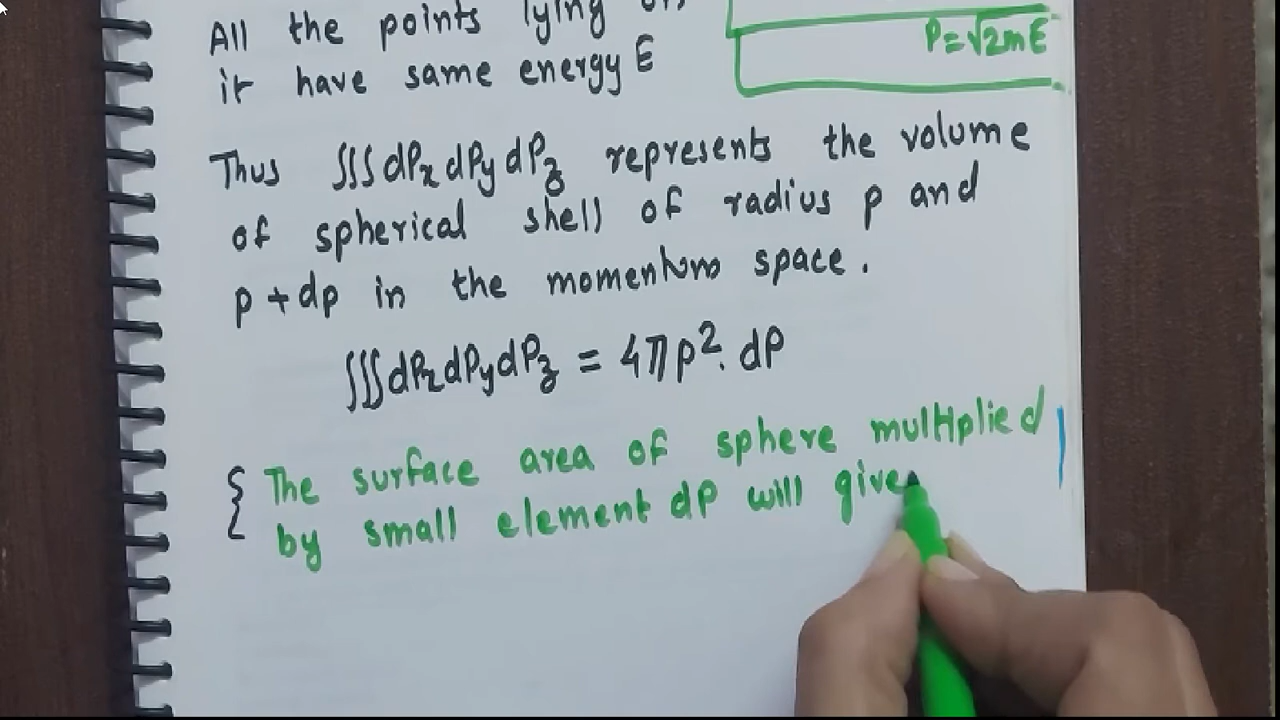 All the points lying on
it have same energy E
P=√2mE
Thus ∫∫∫dPx dPy dPz represents the volume
of spherical shell of radius p and
p+dp in the momentum space.
∫∫∫dPx dPy dPz = 4πp². dP
{ The surface area of sphere multiplied
by small element dP will give